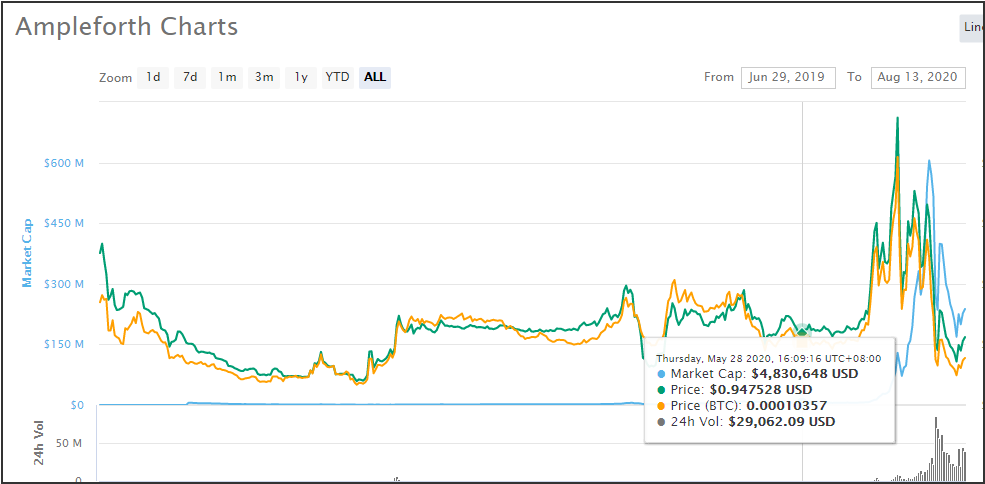 Ampleforth Charts
Lin
Zoom 1d 7d 1m 3m 1y YTD ALL
From Jun 29, 2019 To Aug 13, 2020
$600 M
$450 M
$300 M
$150 M
$0
Market Cap
Thursday, May 28 2020, 16:09:16 UTC+08:00
Market Cap: $4,830,648 USD
Price: $0.947528 USD
Price (BTC): 0.00010357
24h Vol: $29,062.09 USD
24h Vol
50 M
0